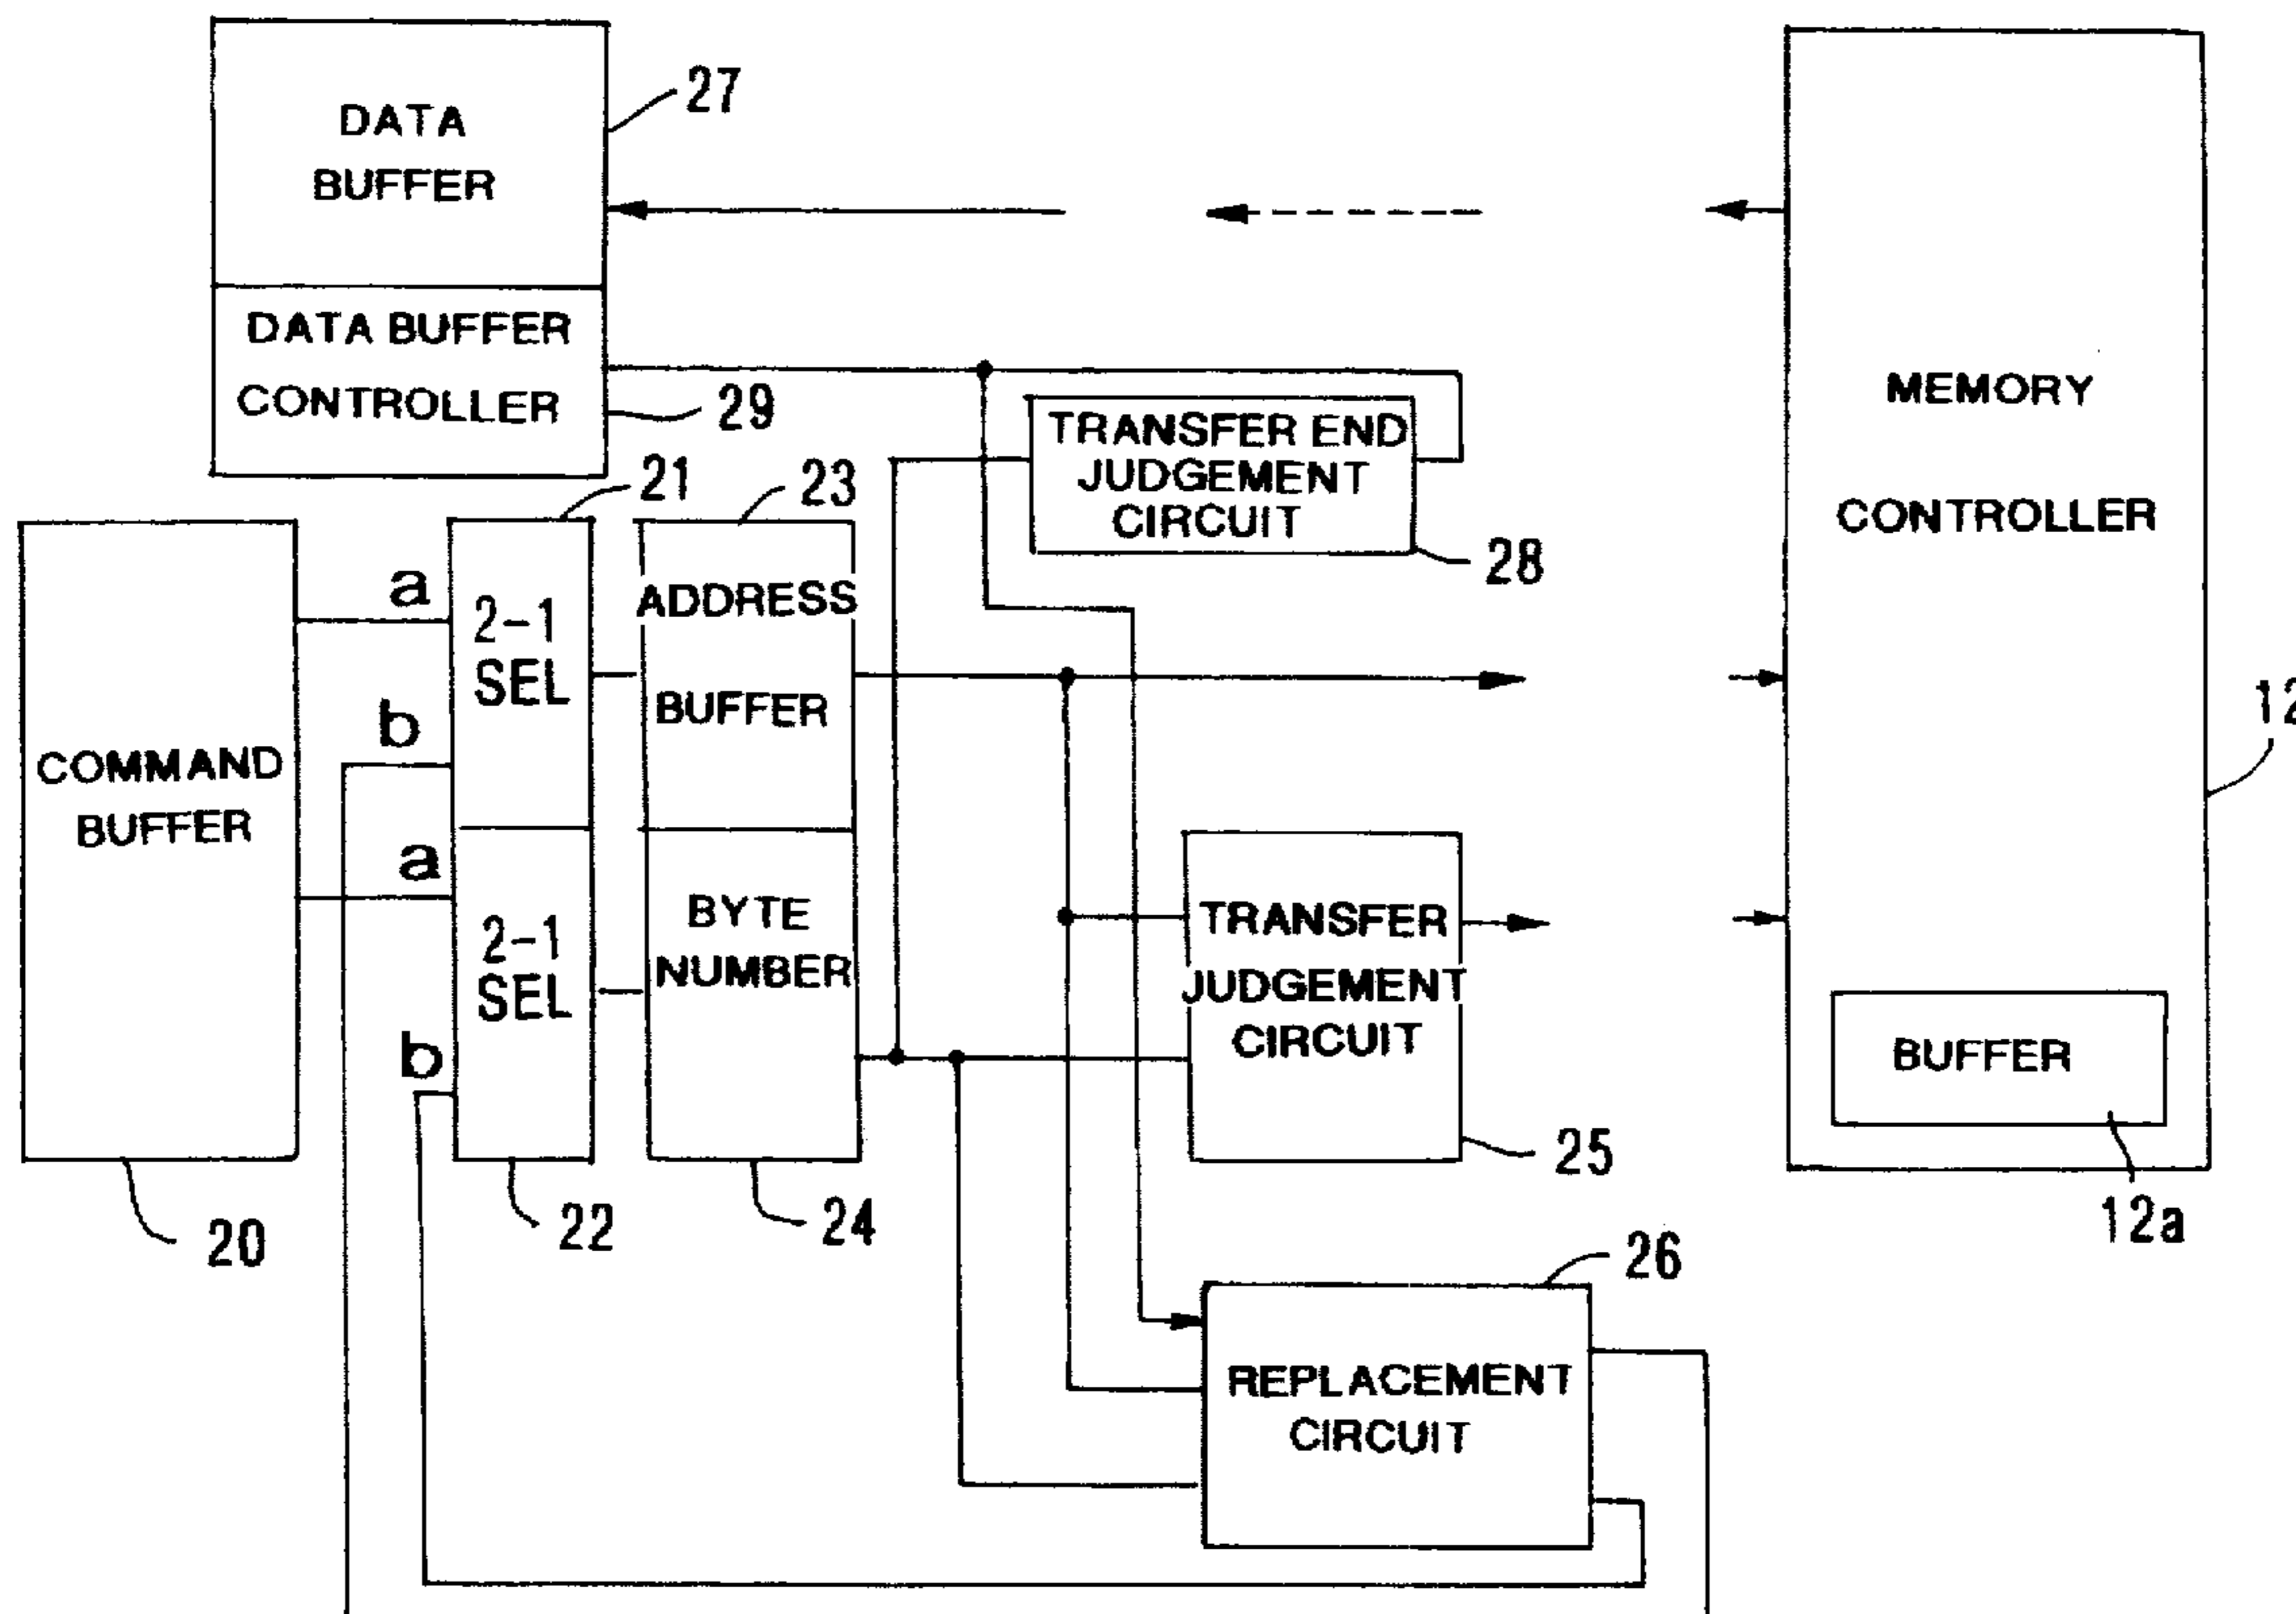 DATA
BUFFER
27
DATA BUFFER
CONTROLLER
29
TRANSFER END
JUDGEMENT
CIRCUIT
28
MEMORY
CONTROLLER
12
BUFFER
12a
COMMAND
BUFFER
20
a
b
a
b
21
2-1
SEL
2-1
SEL
22
23
ADDRESS
BUFFER
BYTE
NUMBER
24
TRANSFER
JUDGEMENT
CIRCUIT
25
26
REPLACEMENT
CIRCUIT